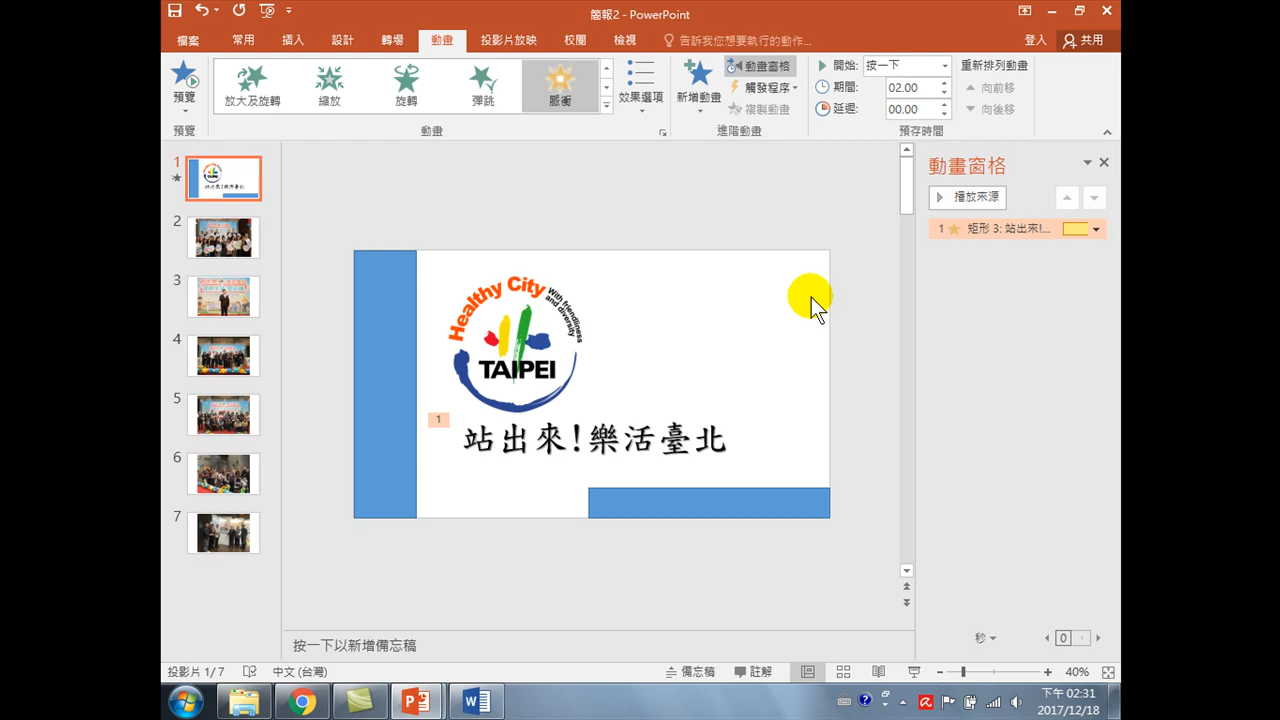 簡報2 - PowerPoint
檔案 常用 插入 設計 轉場 動畫 投影片放映 校閱 檢視 告訴我您想要執行的動作... 登入 共用
預覽 放大及旋轉 縮放 旋轉 彈跳 脈衝 效果選項 新增動畫
動畫窗格
觸發程序
複製動畫
開始: 按一下
期間: 02.00
延遲: 00.00
重新排列動畫
向前移
向後移
預覽 動畫 進階動畫 預存時間
1
2
3
4
5
6
7
Healthy City
With friendliness
and diversity
TAIPEI
1
站出來!樂活臺北
動畫窗格
播放來源
1 矩形 3: 站出來!...
秒 0
按一下以新增備忘稿
投影片 1/7 中文 (台灣) 備忘稿 註解 40%
下午 02:31
2017/12/18